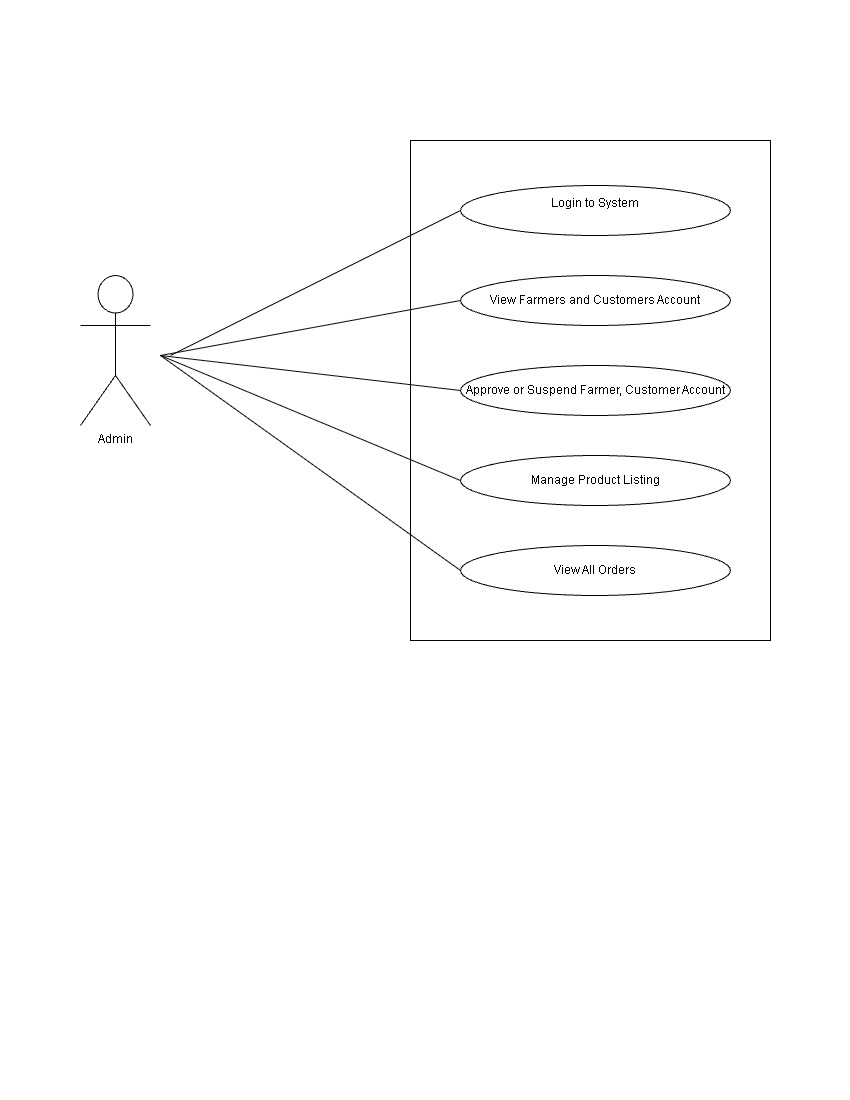 Login to System
View Farmers and Customers Account
Approve or Suspend Farmer, Customer Account
Admin
Manage Product Listing
View All Orders